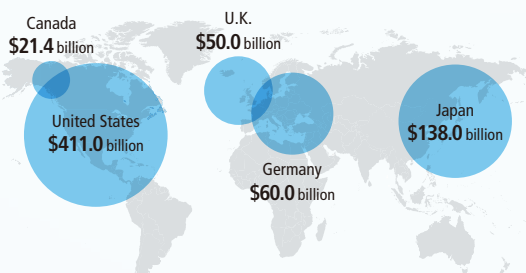 Canada
$21.4 billion
U.K.
$50.0 billion
United States
$411.0 billion
Japan
$138.0 billion
Germany
$60.0 billion